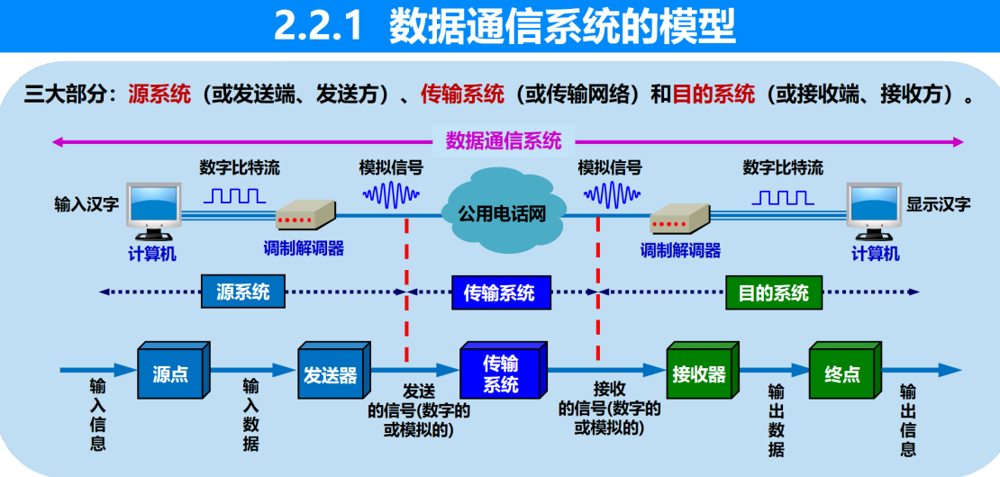 2.2.1 数据通信系统的模型
三大部分：源系统（或发送端、发送方）、传输系统（或传输网络）和目的系统（或接收端、接收方）。
数据通信系统
数字比特流
模拟信号
模拟信号
数字比特流
输入汉字
公用电话网
显示汉字
计算机
调制解调器
调制解调器
计算机
源系统
传输系统
目的系统
源点
发送器
传输
系统
接收器
终点
输入信息
输入数据
发送
的信号(数字的
或模拟的)
接收
的信号(数字的
或模拟的)
输出数据
输出信息